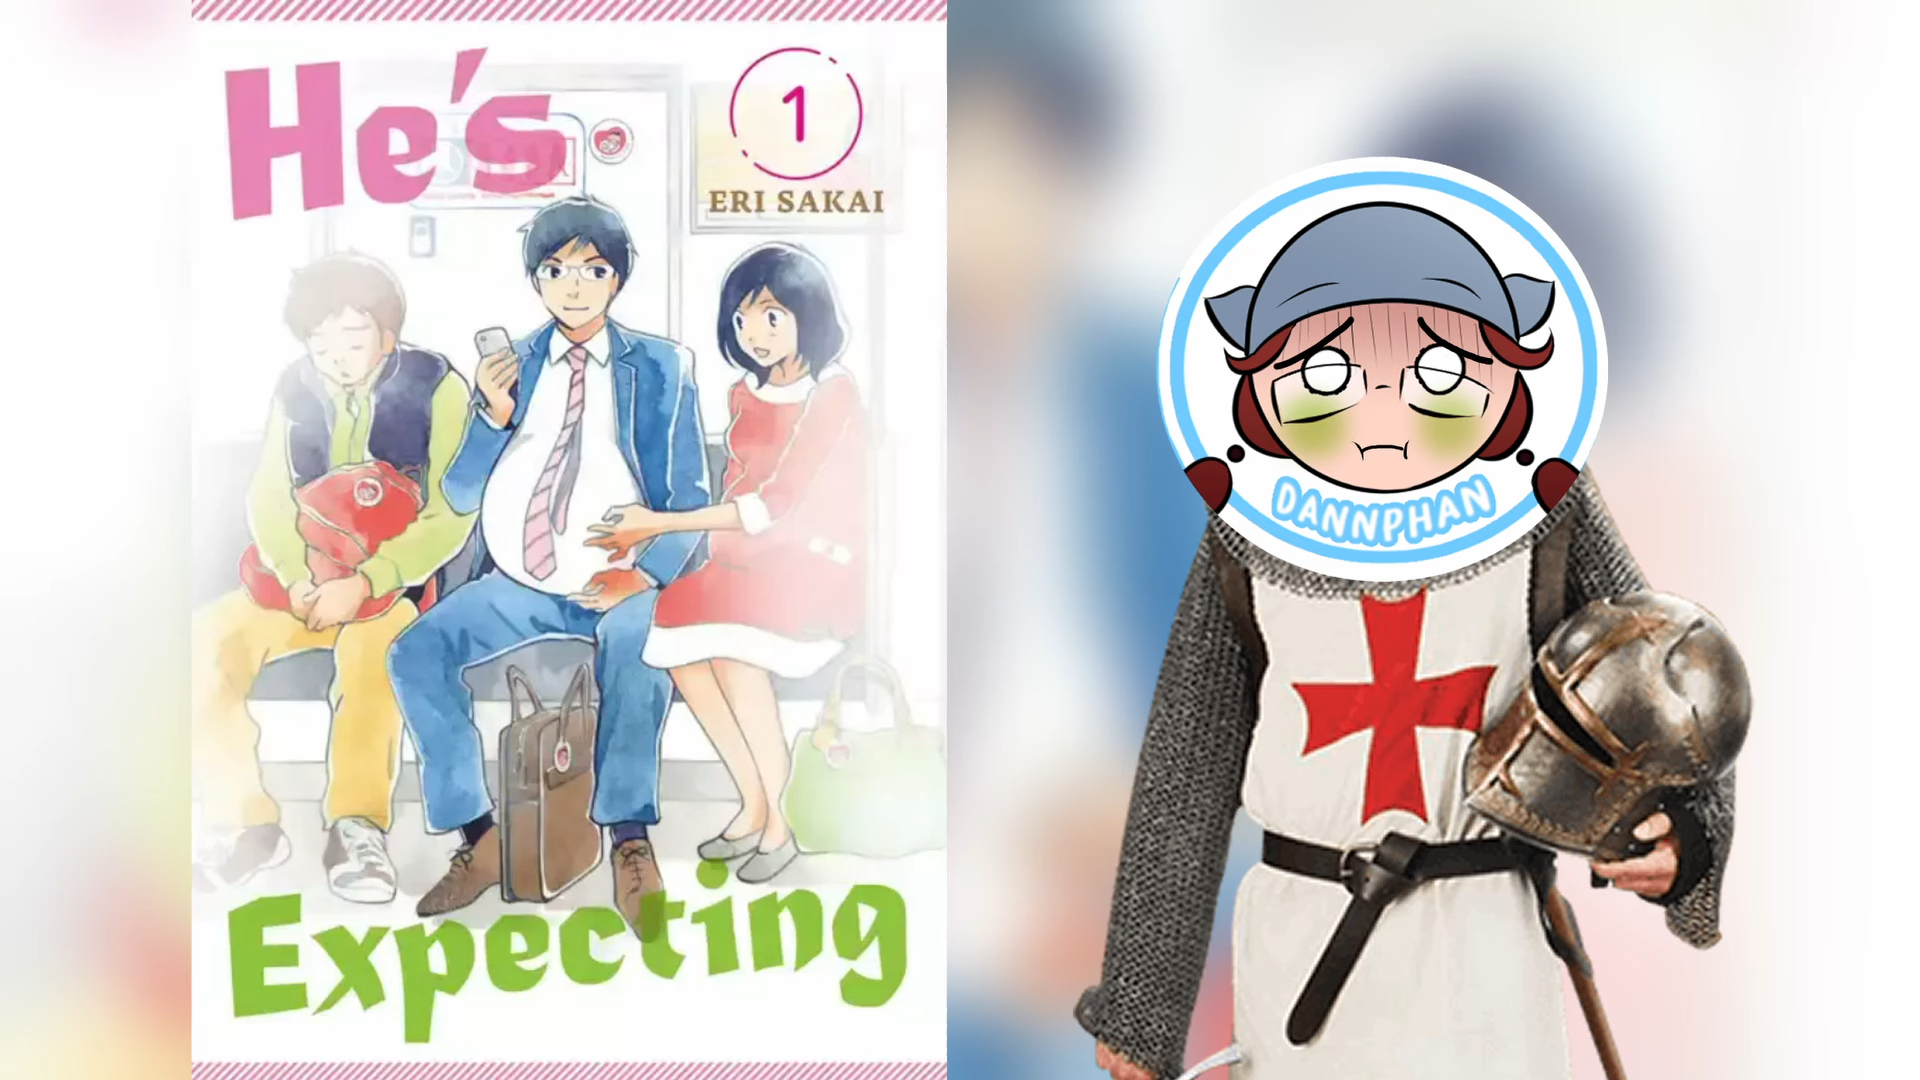 He's
1
ERI SAKAI
Expecting
DANNPHAN